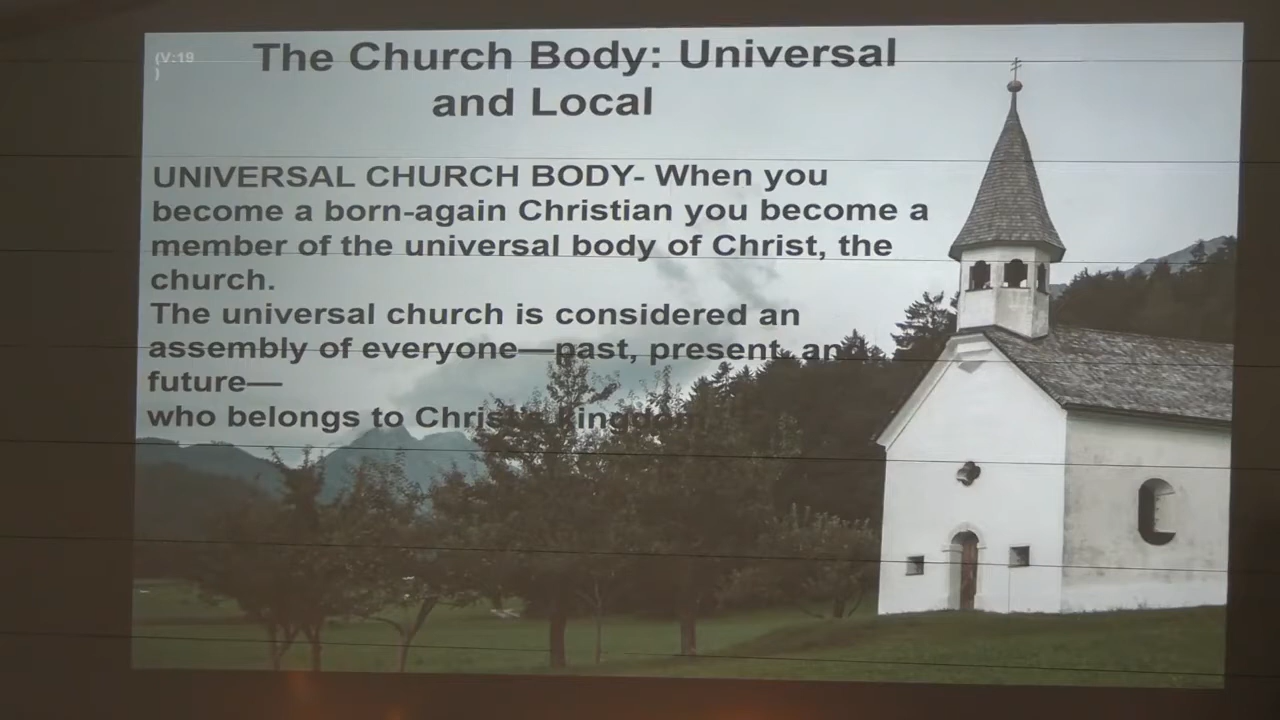 (V:19
)
The Church Body: Universal
and Local
UNIVERSAL CHURCH BODY- When you
become a born-again Christian you become a
member of the universal body of Christ, the
church.
The universal church is considered an
assembly of everyone—past, present, and
future—
who belongs to Christ's Kingdom